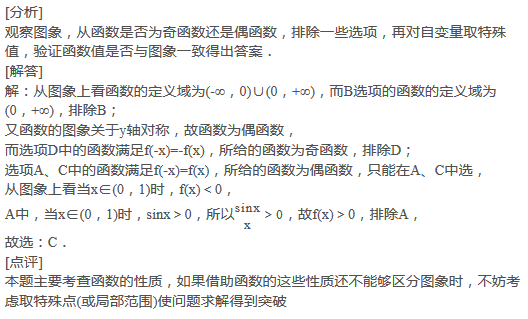 [分析]
观察图象，从函数是否为奇函数还是偶函数，排除一些选项，再对自变量取特殊
值，验证函数值是否与图象一致得出答案．
[解答]
解：从图象上看函数的定义域为(-∞，0)∪(0，+∞)，而B选项的函数的定义域为
(0，+∞)，排除B；
又函数的图象关于y轴对称，故函数为偶函数，
而选项D中的函数满足f(-x)=-f(x)，所给的函数为奇函数，排除D；
选项A、C中的函数满足f(-x)=f(x)，所给的函数为偶函数，只能在A、C中选，
从图象上看当x∈(0，1)时，f(x)＜0，
A中，当x∈(0，1)时，sinx＞0，所以sinx/x＞0，故f(x)＞0，排除A，
故选：C．
[点评]
本题主要考查函数的性质，如果借助函数的这些性质还不能够区分图象时，不妨考
虑取特殊点(或局部范围)使问题求解得到突破